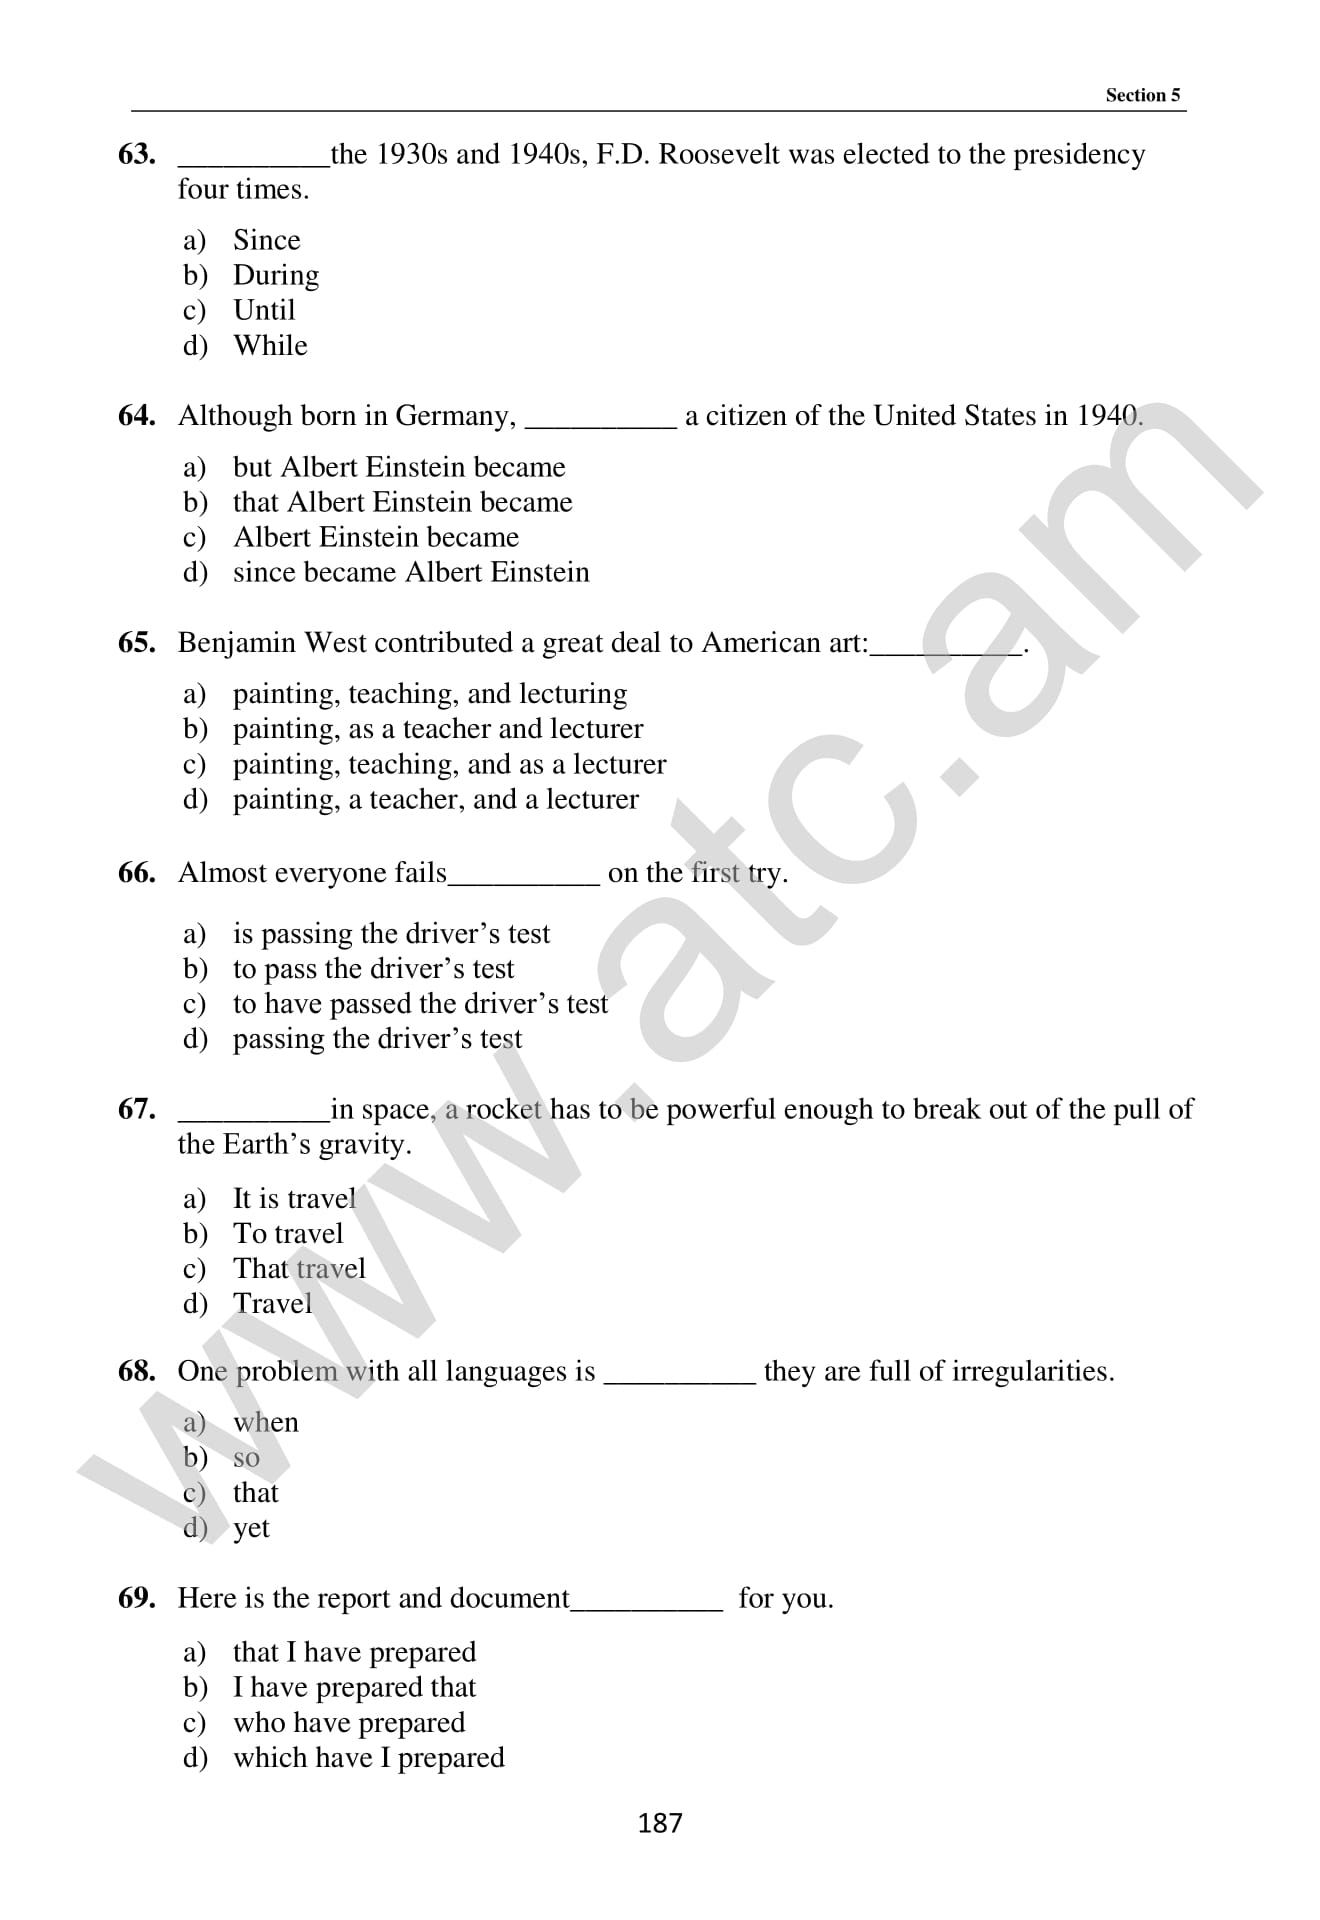 Section 5
63. __________the 1930s and 1940s, F.D. Roosevelt was elected to the presidency
four times.
a) Since
b) During
c) Until
d) While
64. Although born in Germany, __________ a citizen of the United States in 1940.
a) but Albert Einstein became
b) that Albert Einstein became
c) Albert Einstein became
d) since became Albert Einstein
65. Benjamin West contributed a great deal to American art:__________.
a) painting, teaching, and lecturing
b) painting, as a teacher and lecturer
c) painting, teaching, and as a lecturer
d) painting, a teacher, and a lecturer
66. Almost everyone fails__________ on the first try.
a) is passing the driver’s test
b) to pass the driver’s test
c) to have passed the driver’s test
d) passing the driver’s test
67. __________in space, a rocket has to be powerful enough to break out of the pull of
the Earth’s gravity.
a) It is travel
b) To travel
c) That travel
d) Travel
68. One problem with all languages is __________ they are full of irregularities.
a) when
b) so
c) that
d) yet
69. Here is the report and document__________ for you.
a) that I have prepared
b) I have prepared that
c) who have prepared
d) which have I prepared
187
www.atc.am